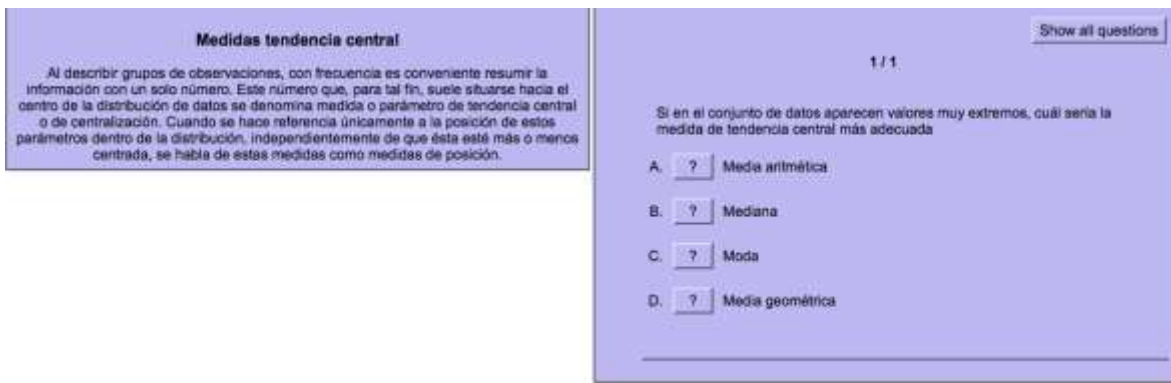 Medidas tendencia central
Al describir grupos de observaciones, con frecuencia es conveniente resumir la
información con un solo número. Este número que, para tal fin, suele situarse hacia el
centro de la distribución de datos se denomina medida o parámetro de tendencia central
o de centralización. Cuando se hace referencia únicamente a la posición de estos
parámetros dentro de la distribución, independientemente de que ésta esté más o menos
centrada, se habla de estas medidas como medidas de posición.
Show all questions
1 / 1
Si en el conjunto de datos aparecen valores muy extremos, cuál sería la
medida de tendencia central más adecuada
A. ? Media aritmética
B. ? Mediana
C. ? Moda
D. ? Media geométrica